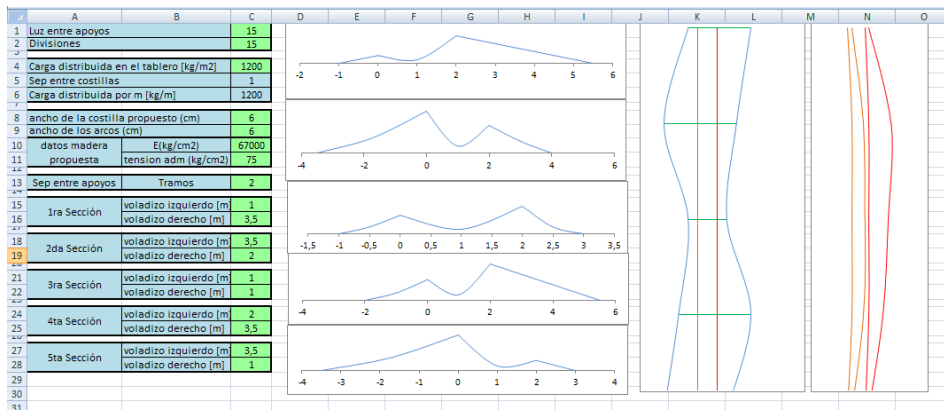 A B C D E F G H I J K L M N O
1 Luz entre apoyos 15
2 Divisiones 15
3
4 Carga distribuida en el tablero [kg/m2] 1200
5 Sep entre costillas 1
6 Carga distribuida por m [kg/m] 1200
7
8 ancho de la costilla propuesto (cm) 6
9 ancho de los arcos (cm) 6
10 datos madera E(kg/cm2) 67000
11 propuesta tension adm (kg/cm2) 75
12
13 Sep entre apoyos Tramos 2
14
15 1ra Sección voladizo izquierdo [m] 1
16 voladizo derecho [m] 3,5
17
18 2da Sección voladizo izquierdo [m] 3,5
19 voladizo derecho [m] 2
20
21 3ra Sección voladizo izquierdo [m] 1
22 voladizo derecho [m] 1
23
24 4ta Sección voladizo izquierdo [m] 2
25 voladizo derecho [m] 3,5
26
27 5ta Sección voladizo izquierdo [m] 3,5
28 voladizo derecho [m] 1
29
30
31
-2 -1 0 1 2 3 4 5 6
-4 -2 0 2 4 6
-1,5 -1 -0,5 0 0,5 1 1,5 2 2,5 3 3,5
-4 -2 0 2 4 6
-4 -3 -2 -1 0 1 2 3 4